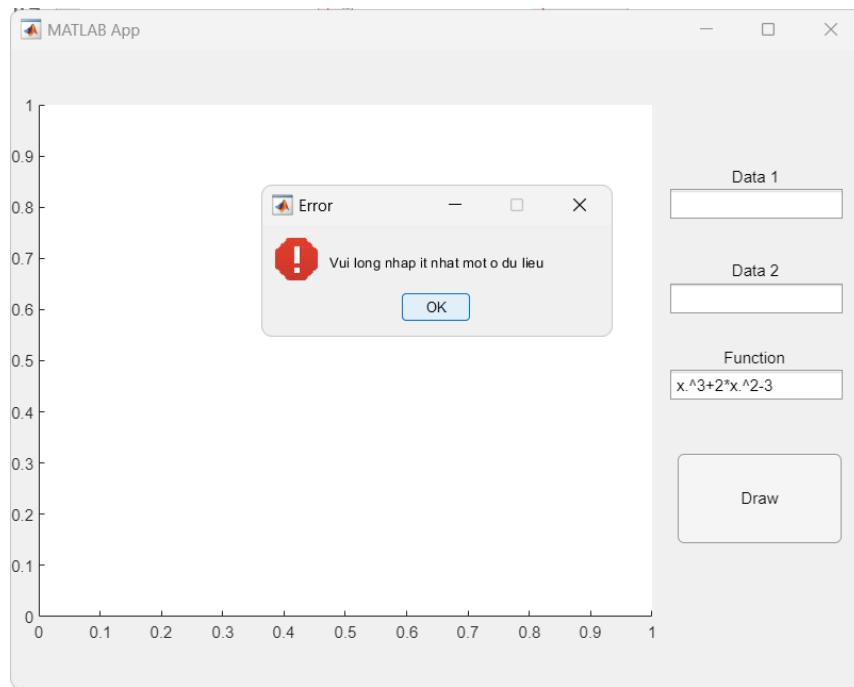 MATLAB App
1
0.9
0.8
0.7
0.6
0.5
0.4
0.3
0.2
0.1
0
0 0.1 0.2 0.3 0.4 0.5 0.6 0.7 0.8 0.9 1
Error
Vui long nhap it nhat mot o du lieu
OK
Data 1
Data 2
Function
x.^3+2*x.^2-3
Draw